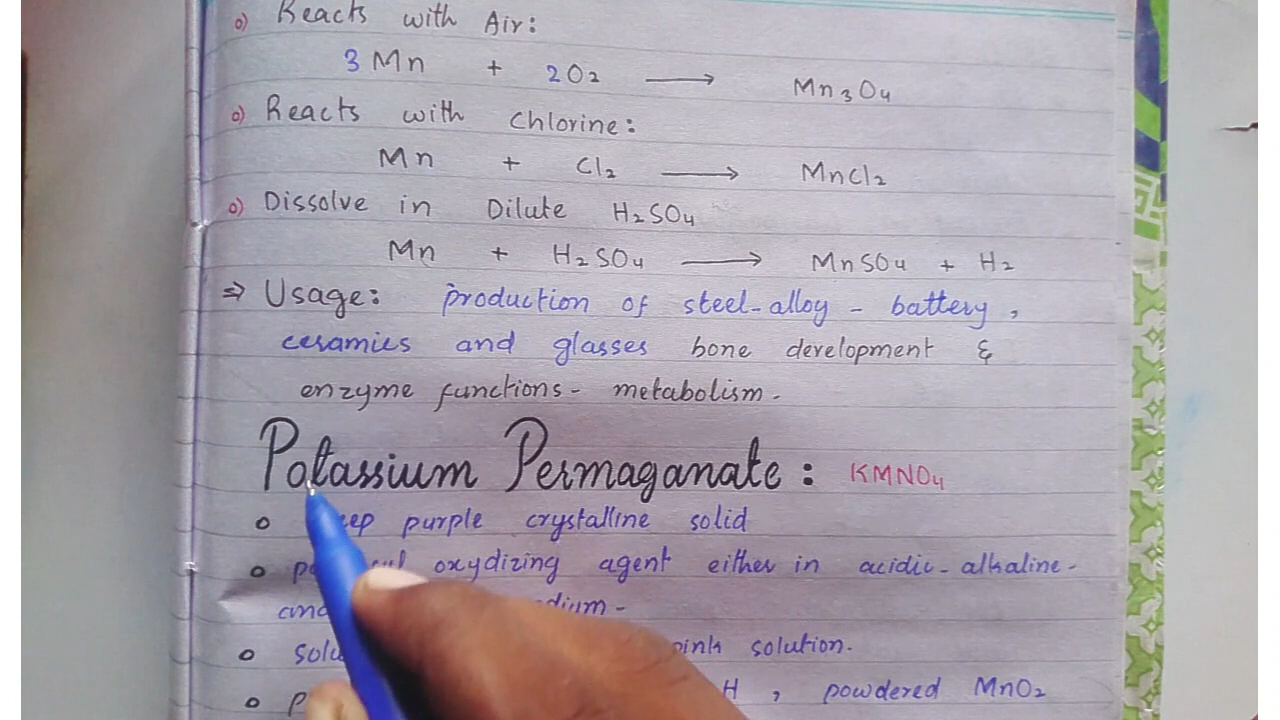 o) Reacts with Air:
3 Mn + 2O2 ⟶ Mn3O4
o) Reacts with Chlorine:
Mn + Cl2 ⟶ MnCl2
o) Dissolve in Dilute H2SO4
Mn + H2SO4 ⟶ MnSO4 + H2
⇒ Usage: production of steel-alloy - battery,
ceramics and glasses bone development &
enzyme functions - metabolism.
Potassium Permaganate: KMNO4
o purple crystalline solid
o oxydizing agent either in acidic-alkaline-
o pink solution.
o H, powdered MnO2